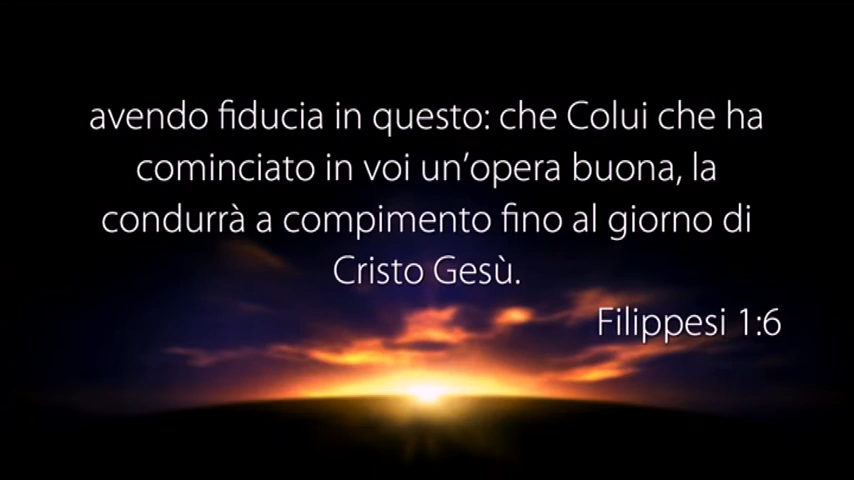 avendo fiducia in questo: che Colui che ha
cominciato in voi un’opera buona, la
condurrà a compimento fino al giorno di
Cristo Gesù.
Filippesi 1:6